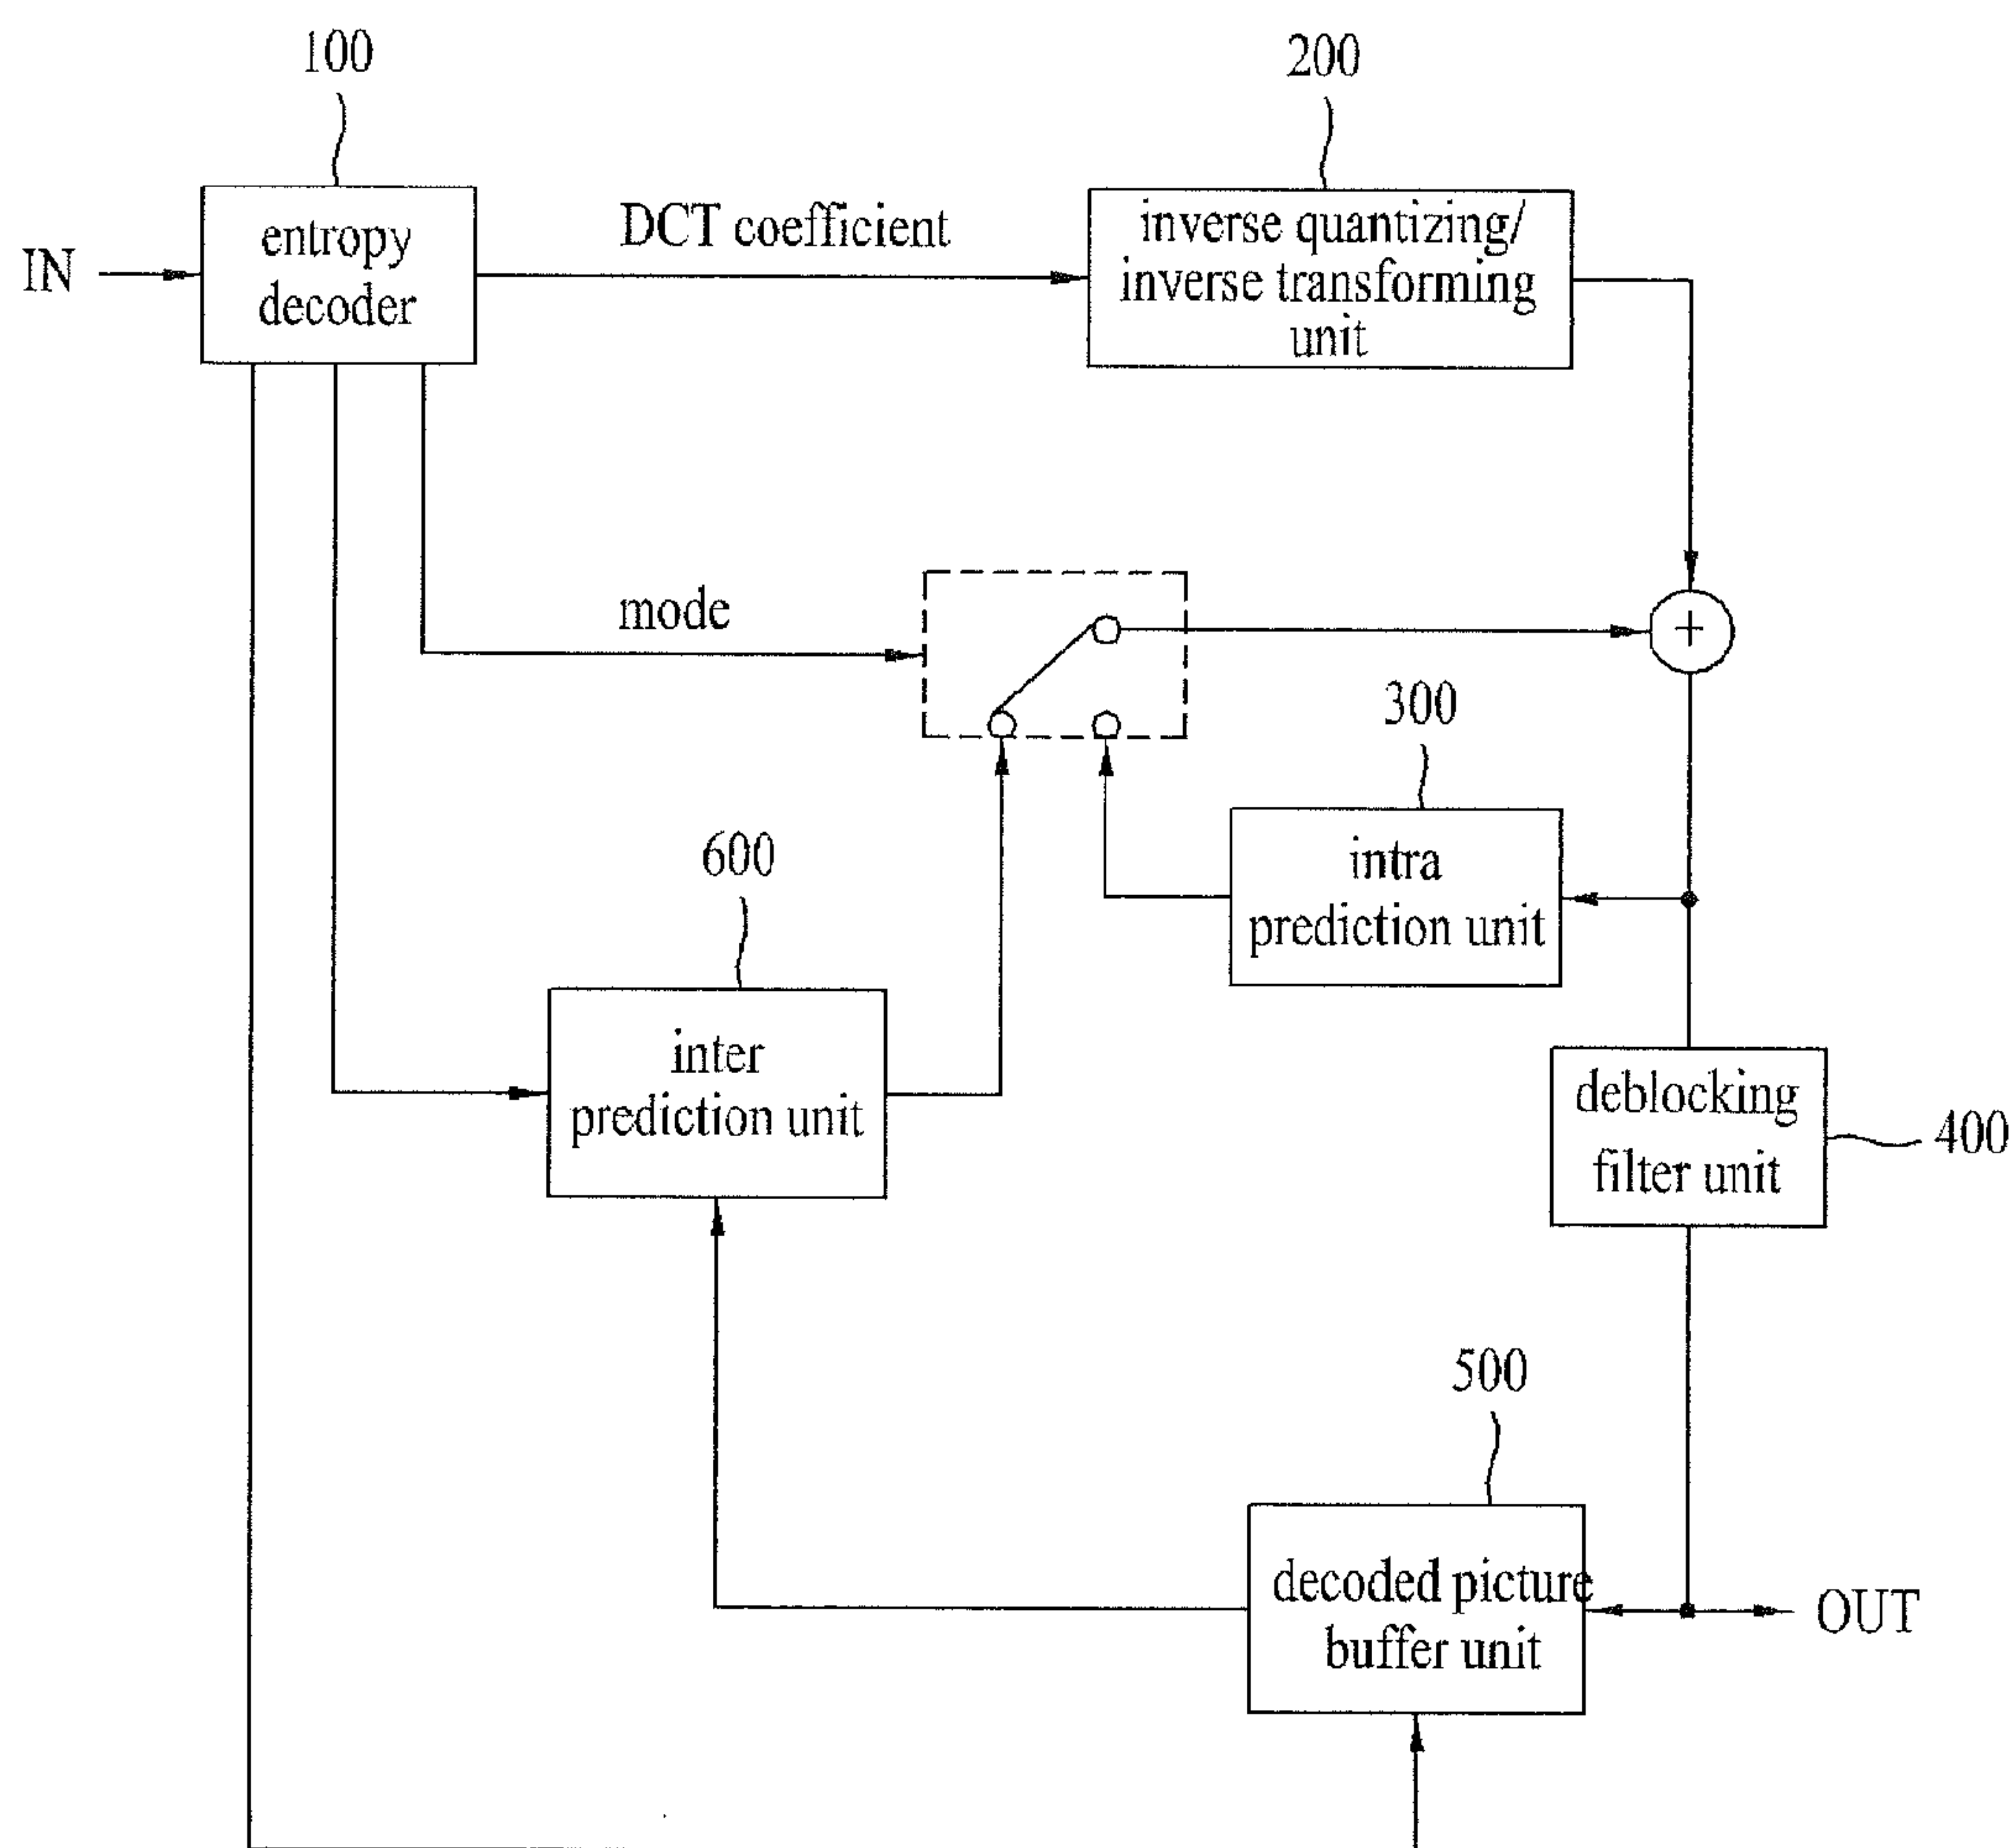 100
200
entropy
decoder
IN
DCT coefficient
inverse quantizing/
inverse transforming
unit
mode
+
300
intra
prediction unit
600
inter
prediction unit
deblocking
filter unit
400
500
decoded picture
buffer unit
OUT